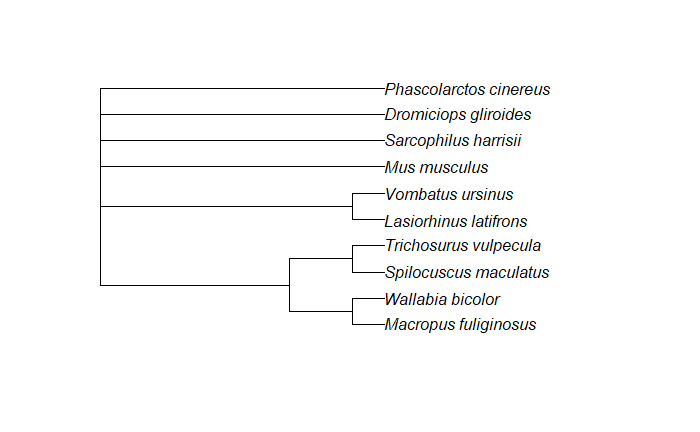 Phascolarctos cinereus
Dromiciops gliroides
Sarcophilus harrisii
Mus musculus
Vombatus ursinus
Lasiorhinus latifrons
Trichosurus vulpecula
Spilocuscus maculatus
Wallabia bicolor
Macropus fuliginosus